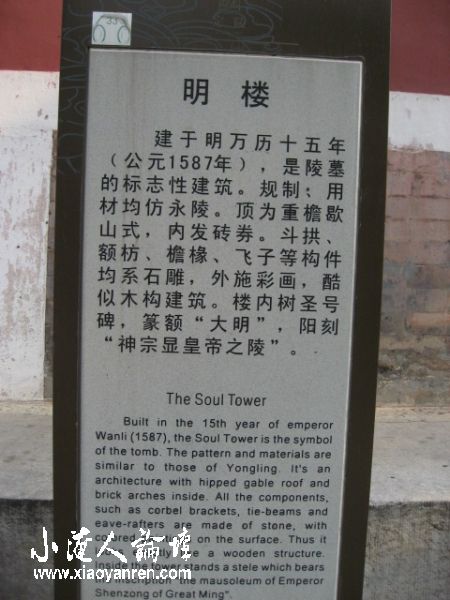 33
明 楼
建于明万历十五年
（公元1587年），是陵墓
的标志性建筑。规制、用
材均仿永陵。顶为重檐歇
山式，内发砖券。斗拱、
额枋、檐椽、飞子等构件
均系石雕，外施彩画，酷
似木构建筑。楼内树圣号
碑，篆额“大明”，阳刻
“神宗显皇帝之陵”。
The Soul Tower
Built in the 15th year of emperor
Wanli (1587), the Soul Tower is the symbol
of the tomb. The pattern and materials are
similar to those of Yongling. It's an
architecture with hipped gable roof and
brick arches inside. All the components,
such as corbel brackets, tie-beams and
eave-rafters are made of stone, with
on the surface. Thus it
a wooden structure.
Inside the tower stands a stele which bears
inscription "the mausoleum of Emperor
Shenzong of Great Ming".
小莲人论坛
www.xiaoyanren.com